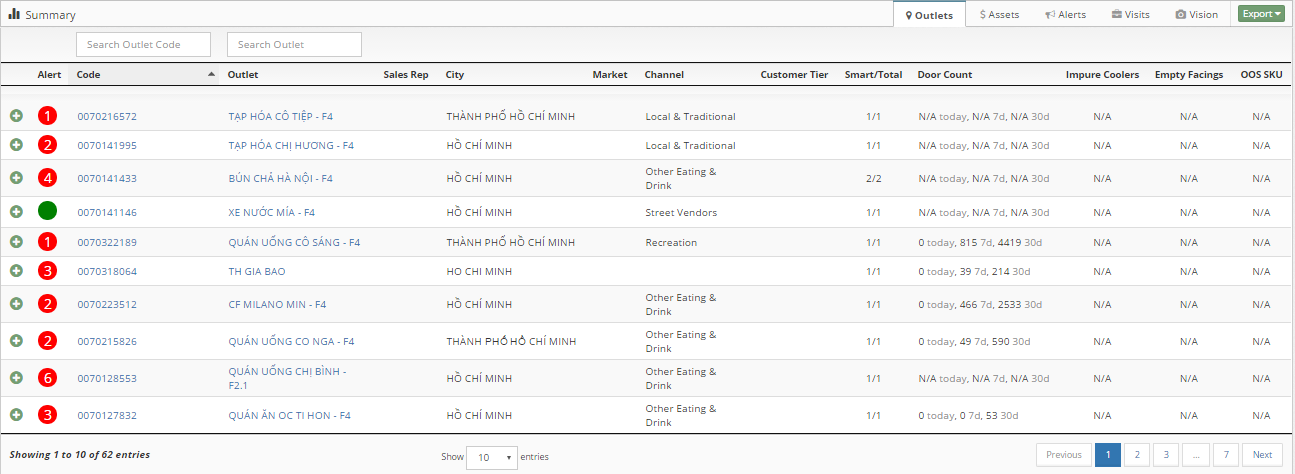 Summary Outlets $ Assets Alerts Visits Vision Export
Search Outlet Code Search Outlet
Alert Code Outlet Sales Rep City Market Channel Customer Tier Smart/Total Door Count Impure Coolers Empty Facings OOS SKU
1 0070216572 TẠP HÓA CÔ TIỆP - F4 THÀNH PHỐ HỒ CHÍ MINH Local & Traditional 1/1 N/A today, N/A 7d, N/A 30d N/A N/A N/A
2 0070141995 TẠP HÓA CHỊ HƯƠNG - F4 HỒ CHÍ MINH Local & Traditional 1/1 N/A today, N/A 7d, N/A 30d N/A N/A N/A
4 0070141433 BÚN CHẢ HÀ NỘI - F4 HỒ CHÍ MINH Other Eating &
Drink 2/2 N/A today, N/A 7d, N/A 30d N/A N/A N/A
0070141146 XE NƯỚC MÍA - F4 HỒ CHÍ MINH Street Vendors 1/1 N/A today, N/A 7d, N/A 30d N/A N/A N/A
1 0070322189 QUÁN UỐNG CÔ SÁNG - F4 THÀNH PHỐ HỒ CHÍ MINH Recreation 1/1 0 today, 815 7d, 4419 30d N/A N/A N/A
3 0070318064 TH GIA BAO HO CHI MINH 1/1 0 today, 39 7d, 214 30d N/A N/A N/A
2 0070223512 CF MILANO MIN - F4 HỒ CHÍ MINH Other Eating &
Drink 1/1 0 today, 466 7d, 2533 30d N/A N/A N/A
2 0070215826 QUÁN UỐNG CO NGA - F4 THÀNH PHỐ HỒ CHÍ MINH Other Eating &
Drink 1/1 0 today, 49 7d, 590 30d N/A N/A N/A
6 0070128553 QUÁN UỐNG CHỊ BÌNH -
F2.1 HỒ CHÍ MINH Other Eating &
Drink 1/1 N/A today, N/A 7d, N/A 30d N/A N/A N/A
3 0070127832 QUÁN ĂN OC TI HON - F4 HỒ CHÍ MINH Other Eating &
Drink 1/1 0 today, 0 7d, 53 30d N/A N/A N/A
Showing 1 to 10 of 62 entries Show 10 entries Previous 1 2 3 ... 7 Next